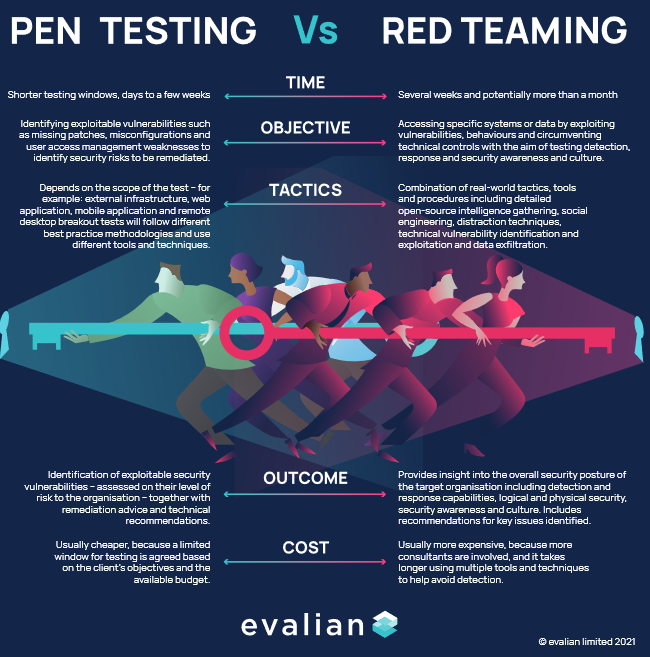 PEN TESTING Vs RED TEAMING
TIME
Shorter testing windows, days to a few weeks
Several weeks and potentially more than a month
OBJECTIVE
Identifying exploitable vulnerabilities such
as missing patches, misconfigurations and
user access management weaknesses to
identify security risks to be remediated.
Accessing specific systems or data by exploiting
vulnerabilities, behaviours and circumventing
technical controls with the aim of testing detection,
response and security awareness and culture.
TACTICS
Depends on the scope of the test – for
example: external infrastructure, web
application, mobile application and remote
desktop breakout tests will follow different
best practice methodologies and use
different tools and techniques.
Combination of real-world tactics, tools
and procedures including detailed
open-source intelligence gathering, social
engineering, distraction techniques,
technical vulnerability identification and
exploitation and data exfiltration.
OUTCOME
Identification of exploitable security
vulnerabilities – assessed on their level of
risk to the organisation – together with
remediation advice and technical
recommendations.
Provides insight into the overall security posture of
the target organisation including detection and
response capabilities, logical and physical security,
security awareness and culture. Includes
recommendations for key issues identified.
COST
Usually cheaper, because a limited
window for testing is agreed based
on the client's objectives and the
available budget.
Usually more expensive, because more
consultants are involved, and it takes
longer using multiple tools and techniques
to help avoid detection.
evalian
© evalian limited 2021